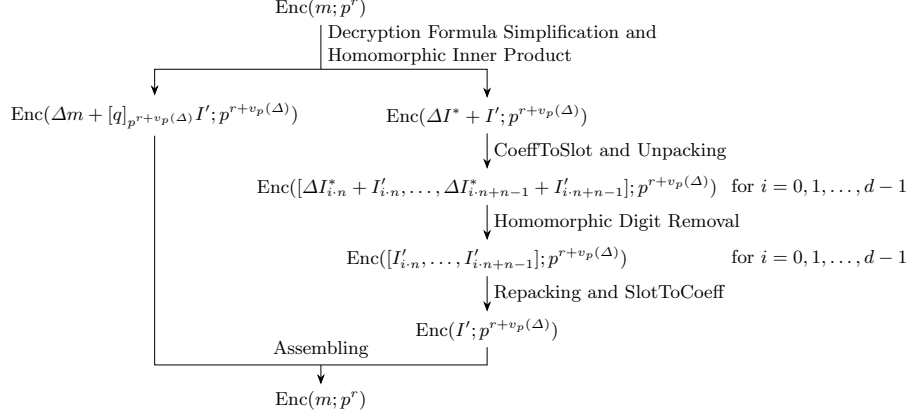 Enc(m; p^r)
Decryption Formula Simplification and
Homomorphic Inner Product
Enc(Δm + [q]_{p^{r+v_p(Δ)}} I′; p^{r+v_p(Δ)})
Enc(ΔI* + I′; p^{r+v_p(Δ)})
CoeffToSlot and Unpacking
Enc([ΔI*_{i·n} + I′_{i·n}, …, ΔI*_{i·n+n−1} + I′_{i·n+n−1}]; p^{r+v_p(Δ)}) for i = 0, 1, …, d − 1
Homomorphic Digit Removal
Enc([I′_{i·n}, …, I′_{i·n+n−1}]; p^{r+v_p(Δ)}) for i = 0, 1, …, d − 1
Repacking and SlotToCoeff
Enc(I′; p^{r+v_p(Δ)})
Assembling
Enc(m; p^r)